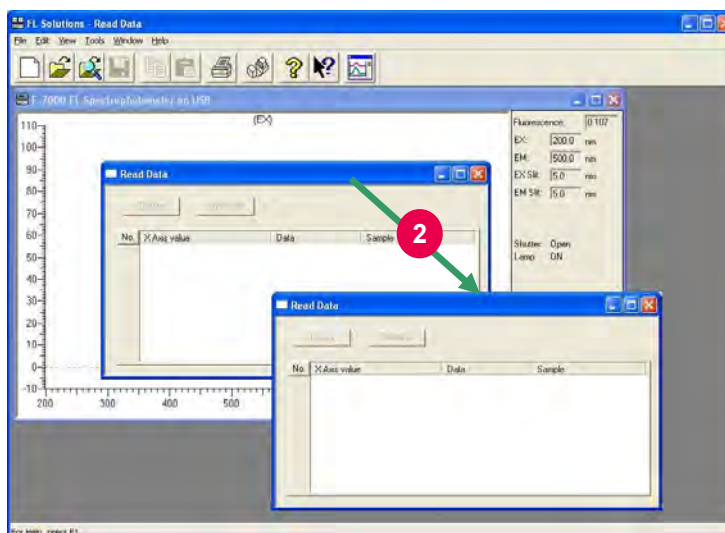 FL Solutions - Read Data
File Edit View Tools Window Help
F-7000 FL Spectrophotometer on USB
(EX)
110
100
90
80
70
60
50
40
30
20
10
0
-10
200 300 400 500
Fluorescence: 0.107
EX: 200.0 nm
EM: 500.0 nm
EX Slit: 5.0 nm
EM Slit: 5.0 nm
Shutter: Open
Lamp: ON
Read Data
No. X Axis value Data Sample
2
Read Data
No. X Axis value Data Sample
For Help, press F1